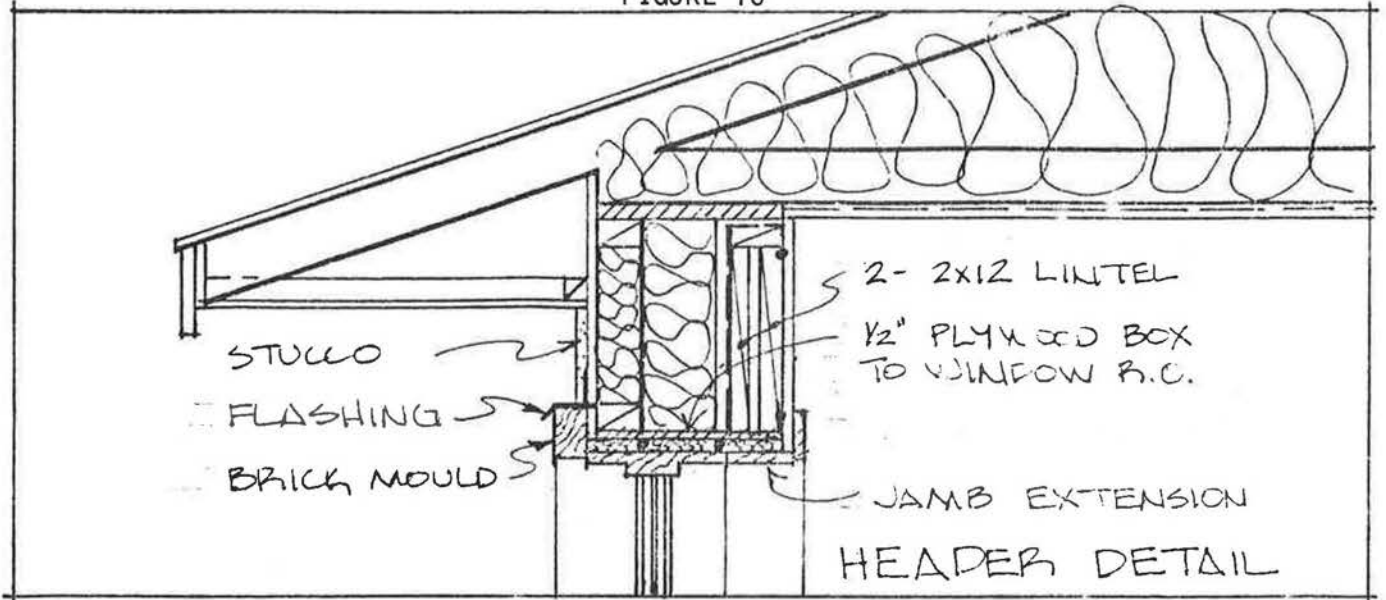 2- 2X12 LINTEL
1/2" PLYWOOD BOX
TO WINDOW R.O.
STUCCO
FLASHING
BRICK MOULD
JAMB EXTENSION
HEADER DETAIL